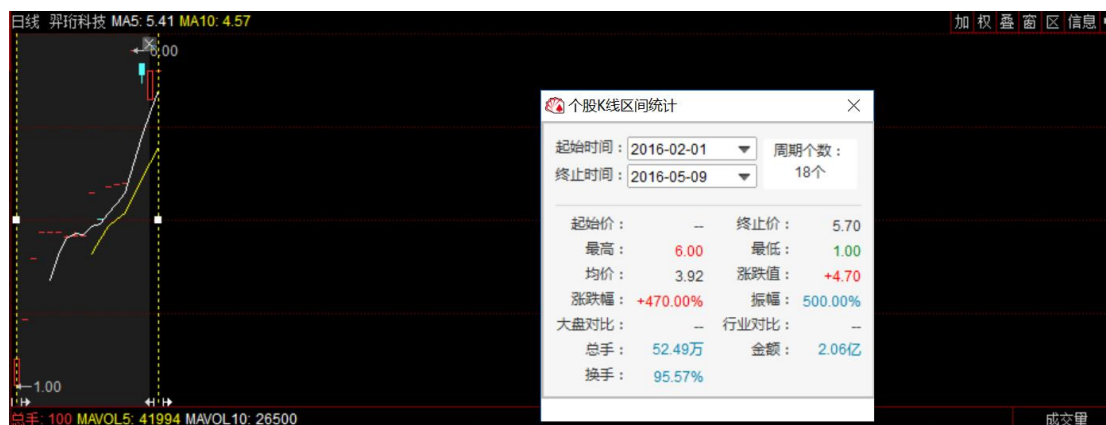 日线 羿珩科技 MA5: 5.41 MA10: 4.57 加 权 叠 窗 区 信息
6.00
个股K线区间统计
起始时间： 2016-02-01 周期个数：
终止时间： 2016-05-09 18个
起始价： -- 终止价： 5.70
最高： 6.00 最低： 1.00
均价： 3.92 涨跌值： +4.70
涨跌幅： +470.00% 振幅： 500.00%
大盘对比： -- 行业对比： --
总手： 52.49万 金额： 2.06亿
换手： 95.57%
1.00
总手: 100 MAVOL5: 41994 MAVOL10: 26500 成交量